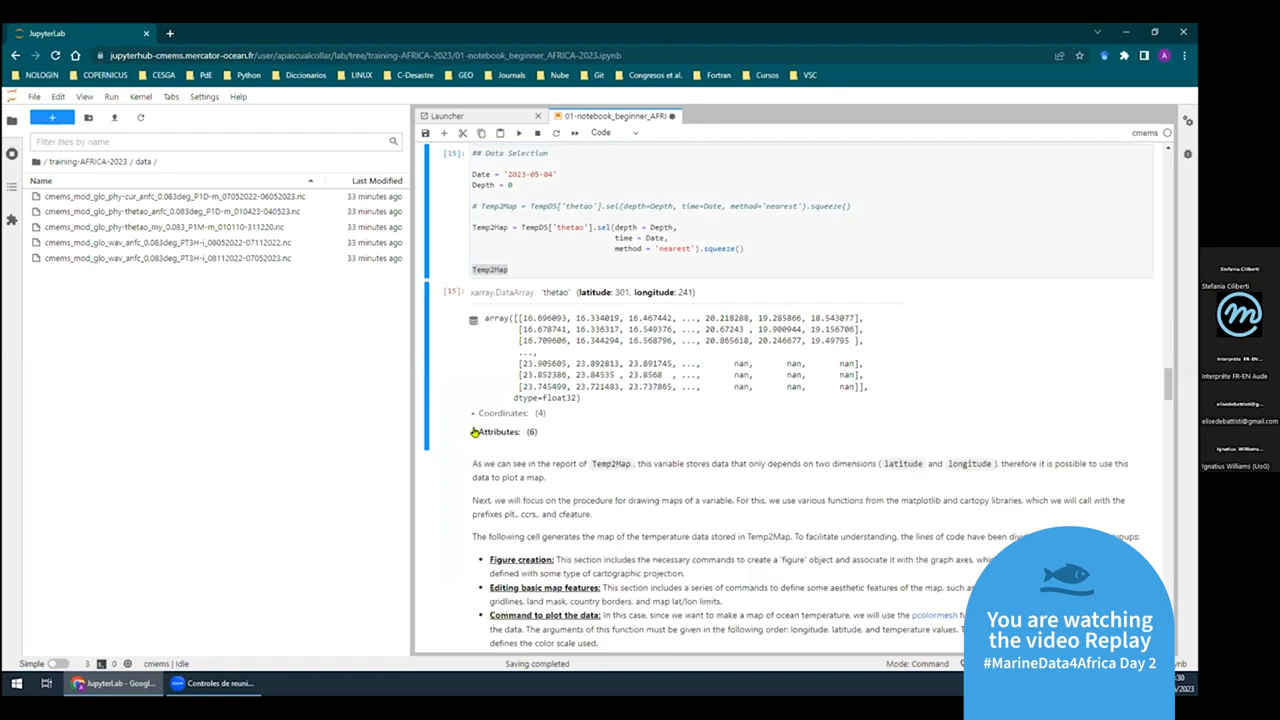 JupyterLab
jupyterhub-cmems.mercator-ocean.fr/user/apascualcollar/lab/tree/training-AFRICA-2023/01-notebook_beginner_AFRICA-2023.ipynb
A
NOLOGIN COPERNICUS CESGA PdE Python Diccionarios LINUX C-Desastre GEO Journals Nube Git Congresos et al. Fortran Cursos VSC
File Edit View Run Kernel Tabs Settings Help
Launcher
01-notebook_beginner_AFRI
Code
cmems
Filter files by name
/ training-AFRICA-2023 / data /
Name Last Modified
cmems_mod_glo_phy-cur_anfc_0.083deg_P1D-m_07052022-06052023.nc 33 minutes ago
cmems_mod_glo_phy-thetao_anfc_0.083deg_P1D-m_010423-040523.nc 33 minutes ago
cmems_mod_glo_phy-thetao_my_0.083deg_P1M-m_010110-311220.nc 33 minutes ago
cmems_mod_glo_wav_anfc_0.083deg_PT3H-i_08052022-07112022.nc 33 minutes ago
cmems_mod_glo_wav_anfc_0.083deg_PT3H-i_08112022-07052023.nc 33 minutes ago
[15]: ## Data Selection
Date = '2023-05-04'
Depth = 0
# Temp2Map = TempDS['thetao'].sel(depth=Depth, time=Date, method='nearest').squeeze()
Temp2Map = TempDS['thetao'].sel(depth = Depth,
time = Date,
method = 'nearest').squeeze()
Temp2Map
[15]: xarray.DataArray 'thetao' (latitude: 301, longitude: 241)
array([[16.696093, 16.334019, 16.467442, ..., 20.218288, 19.285866, 18.543077],
[16.678741, 16.336317, 16.549376, ..., 20.67243 , 19.900944, 19.156706],
[16.709606, 16.344294, 16.568796, ..., 20.865618, 20.246677, 19.49795 ],
...,
[23.905605, 23.892813, 23.891745, ..., nan, nan, nan],
[23.852386, 23.84535 , 23.8568 , ..., nan, nan, nan],
[23.745499, 23.721483, 23.737865, ..., nan, nan, nan]],
dtype=float32)
Coordinates: (4)
Attributes: (6)
As we can see in the report of Temp2Map, this variable stores data that only depends on two dimensions (latitude and longitude), therefore it is possible to use this
data to plot a map.
Next, we will focus on the procedure for drawing maps of a variable. For this, we use various functions from the matplotlib and cartopy libraries, which we will call with the
prefixes plt., ccrs., and cfeature.
The following cell generates the map of the temperature data stored in Temp2Map. To facilitate understanding, the lines of code have been groups:
• Figure creation: This section includes the necessary commands to create a 'figure' object and associate it with the graph axes,
defined with some type of cartographic projection.
• Editing basic map features: This section includes a series of commands to define some aesthetic features of the map, such as
gridlines, land mask, country borders, and map lat/lon limits.
• Command to plot the data: In this case, since we want to make a map of ocean temperature, we will use the pcolormesh
the data. The arguments of this function must be given in the following order: longitude, latitude, and temperature values.
defines the color scale used.
Simple 3 0 cmems | Idle Saving completed Mode: Command
JupyterLab - Googl... Controles de reuni...
Stefania Ciliberti
Stefania Ciliberti
Interprète FR-EN...
Interprète FR-EN Aude
elisedebattisti@g...
elisedebattisti@gmail.com
Ignatius Williams...
Ignatius Williams (UoG)
You are watching
the video Replay
#MarineData4Africa Day 2